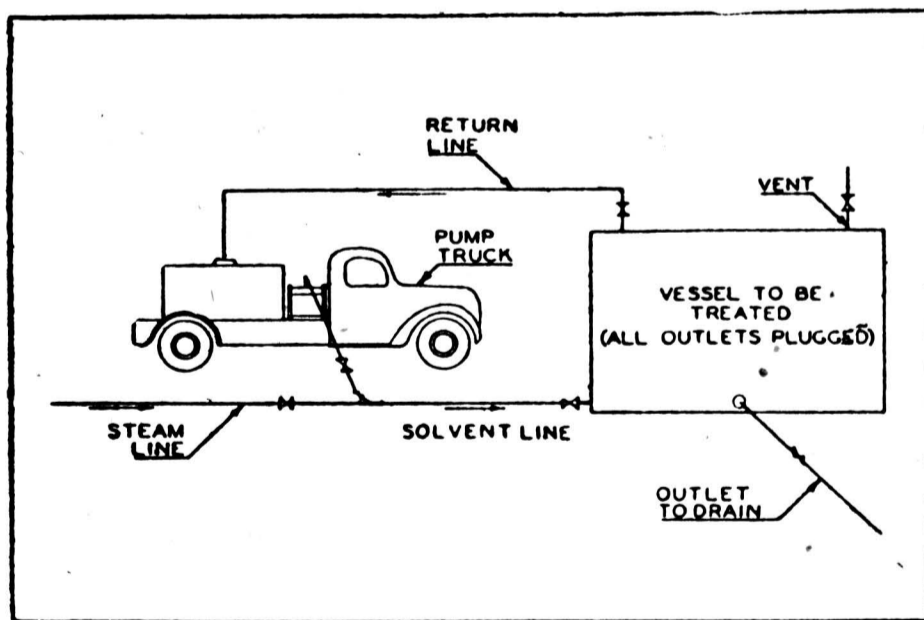 RETURN
LINE
VENT
PUMP
TRUCK
VESSEL TO BE
TREATED
(ALL OUTLETS PLUGGED)
STEAM
LINE
SOLVENT LINE
OUTLET
TO DRAIN